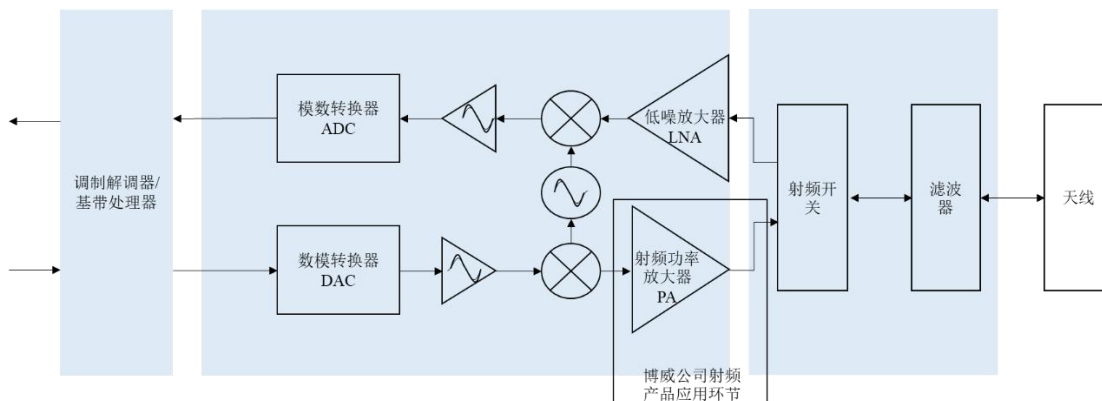 调制解调器/
基带处理器
模数转换器
ADC
低噪放大器
LNA
数模转换器
DAC
射频功率
放大器
PA
射频开
关
滤波
器
天线
博威公司射频
产品应用环节